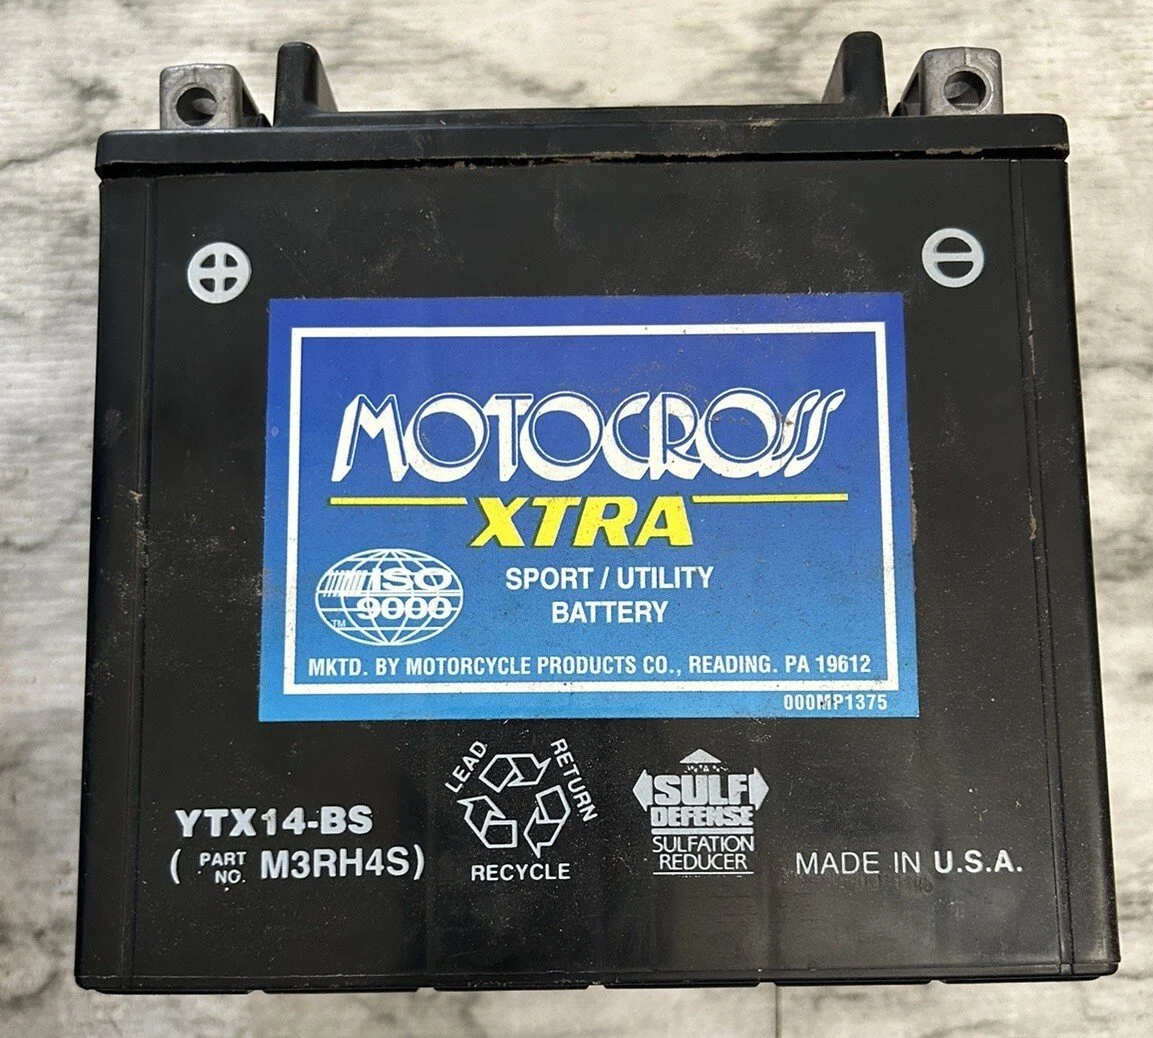 MOTOCROSS
XTRA
ISO
9000
TM
SPORT / UTILITY
BATTERY
MKTD. BY MOTORCYCLE PRODUCTS CO., READING. PA 19612
000MP1375
YTX14-BS
( PART NO. M3RH4S)
LEAD
RETURN
RECYCLE
SULF
DEFENSE
SULFATION
REDUCER
MADE IN U.S.A.